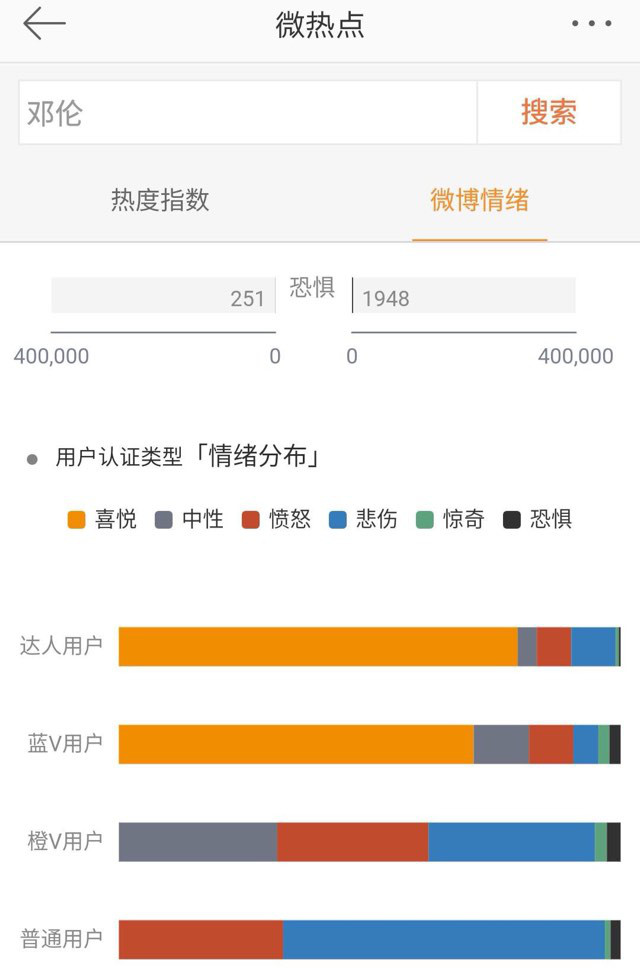 微热点
邓伦 搜索
热度指数 微博情绪
251 恐惧 1948
400,000 0 0 400,000
用户认证类型「情绪分布」
喜悦 中性 愤怒 悲伤 惊奇 恐惧
达人用户
蓝V用户
橙V用户
普通用户